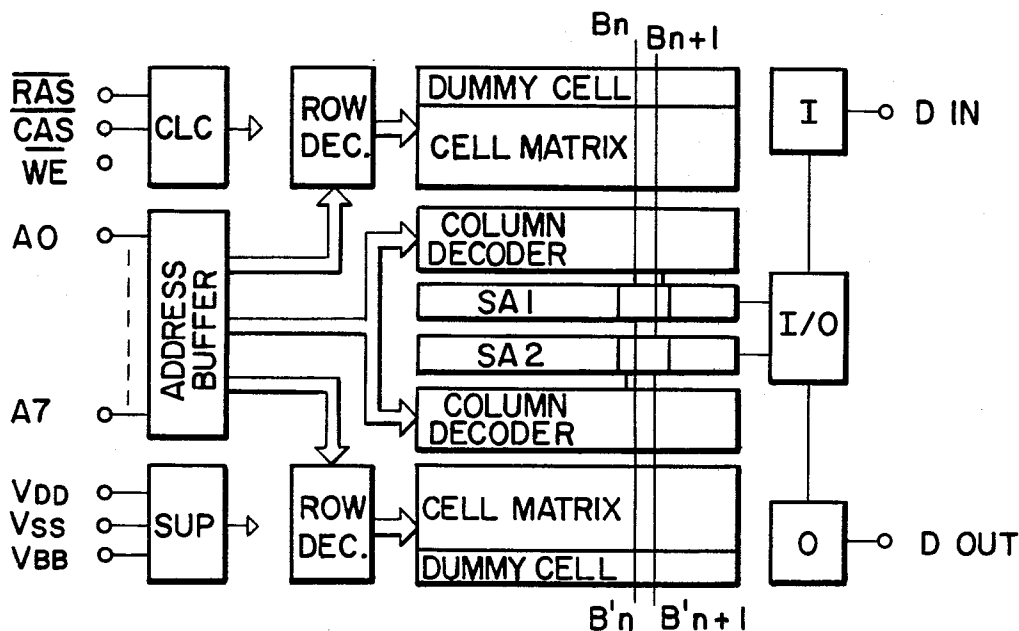 Bn
Bn+1
RAS
CAS
WE
CLC
ROW
DEC.
DUMMY CELL
CELL MATRIX
I
D IN
A0
A7
ADDRESS
BUFFER
COLUMN
DECODER
SA1
SA2
I/O
COLUMN
DECODER
VDD
VSS
VBB
SUP
ROW
DEC.
CELL MATRIX
DUMMY CELL
O
D OUT
B'n
B'n+1